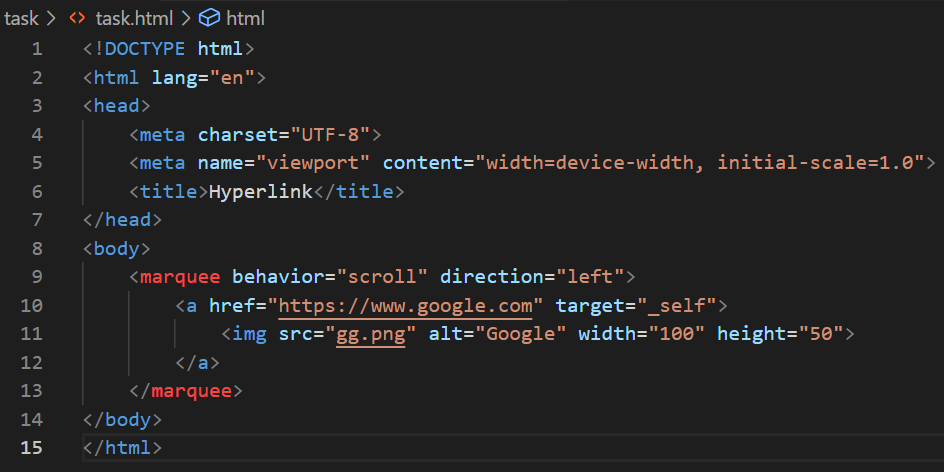 task > <> task.html > html
1 <!DOCTYPE html>
2 <html lang="en">
3 <head>
4     <meta charset="UTF-8">
5     <meta name="viewport" content="width=device-width, initial-scale=1.0">
6     <title>Hyperlink</title>
7 </head>
8 <body>
9     <marquee behavior="scroll" direction="left">
10         <a href="https://www.google.com" target="_self">
11             <img src="gg.png" alt="Google" width="100" height="50">
12         </a>
13     </marquee>
14 </body>
15 </html>